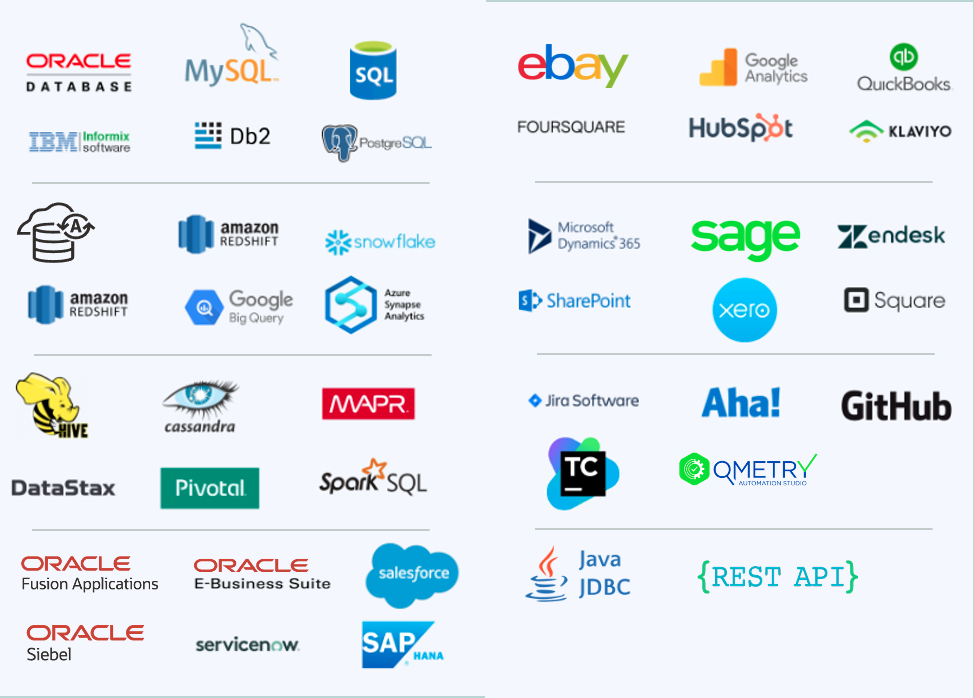 ORACLE
DATABASE
MySQL™
SQL
IBM Informix
software
Db2
PostgreSQL
A
amazon
REDSHIFT
snowflake
amazon
REDSHIFT
Google
Big Query
Azure
Synapse
Analytics
HIVE
cassandra
MAPR.
DataStax
Pivotal
Spark SQL
ORACLE
Fusion Applications
ORACLE
E-Business Suite
salesforce
ORACLE
Siebel
servicenow
SAP HANA
ebay
Google
Analytics
qb
QuickBooks
FOURSQUARE
HubSpot
KLAVIYO
Microsoft
Dynamics 365
sage
Zendesk
S
SharePoint
xero
Square
Jira Software
Aha!
GitHub
TC
QMETRY
AUTOMATION STUDIO
Java
JDBC
{REST API}